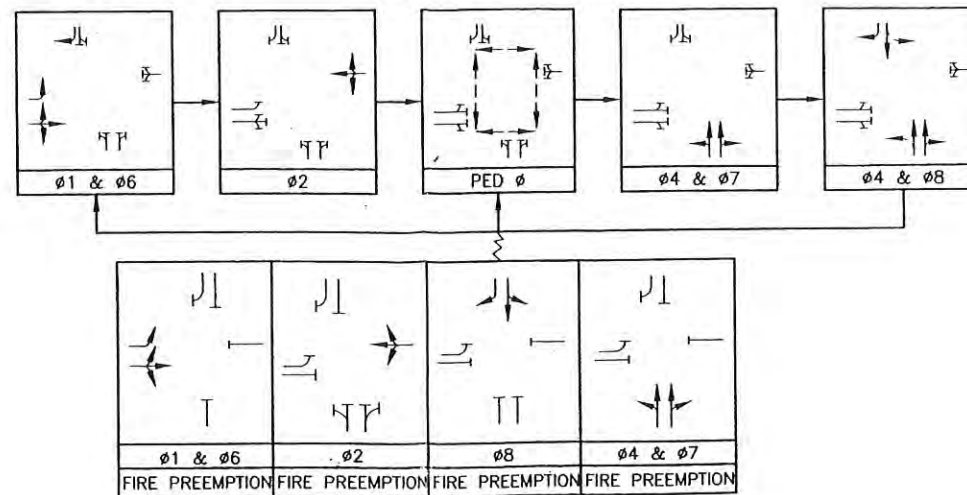 ø1 & ø6
ø2
PED ø
ø4 & ø7
ø4 & ø8
ø1 & ø6
ø2
ø8
ø4 & ø7
FIRE PREEMPTION
FIRE PREEMPTION
FIRE PREEMPTION
FIRE PREEMPTION